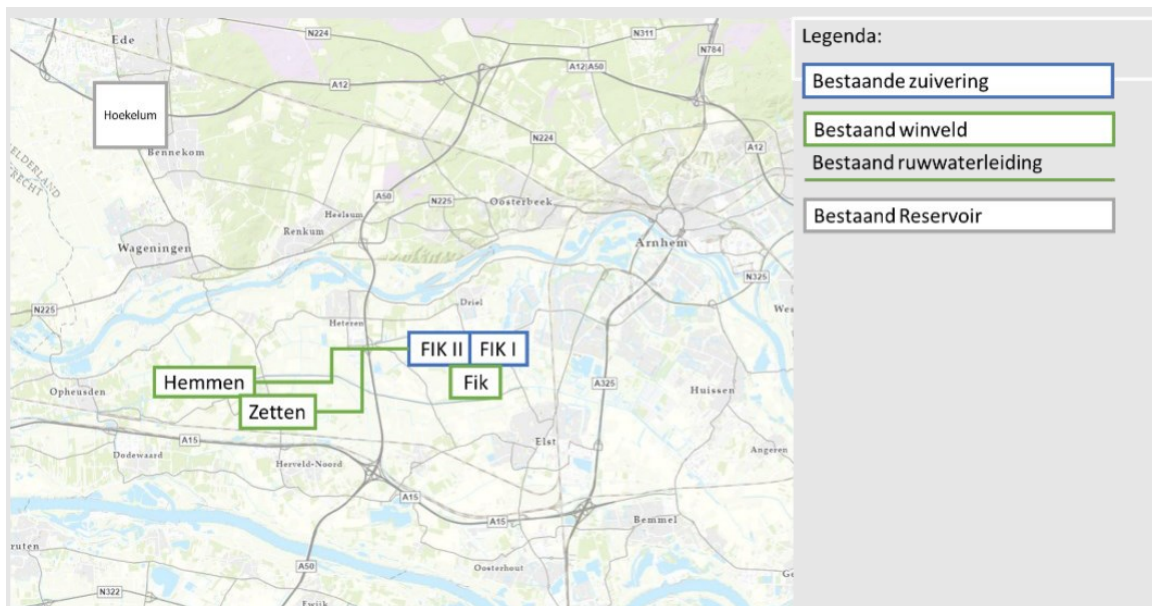 Ede
N224
N311
N784
A12
A12|A50
Hoekelum
Bennekom
N224
A12
A50
N225
Oosterbeek
Heelsum
Renkum
Wageningen
Arnhem
N325
N225
Driel
Heteren
FIK II
FIK I
Hemmen
Fik
Zetten
Opheusden
A325
Huissen
A15
Elst
Dodewaard
Herveld-Noord
Angeren
A15
A15
Bemmel
A50
Oosterhout
N322
Legenda:
Bestaande zuivering
Bestaand winveld
Bestaand ruwwaterleiding
Bestaand Reservoir